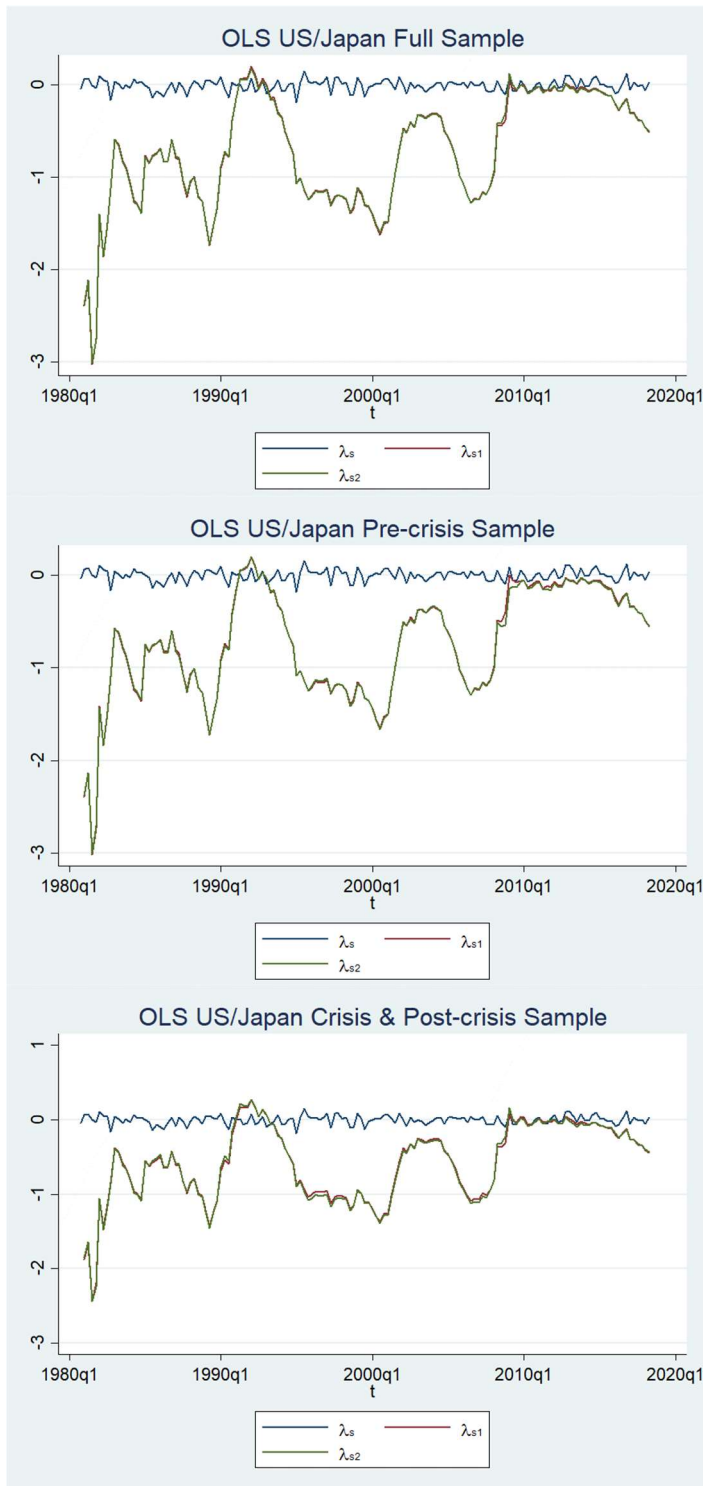 OLS US/Japan Full Sample
0
-1
-2
-3
1980q1 1990q1 2000q1 2010q1 2020q1
t
λs λs1
λs2
OLS US/Japan Pre-crisis Sample
0
-1
-2
-3
1980q1 1990q1 2000q1 2010q1 2020q1
t
λs λs1
λs2
OLS US/Japan Crisis & Post-crisis Sample
1
0
-1
-2
-3
1980q1 1990q1 2000q1 2010q1 2020q1
t
λs λs1
λs2